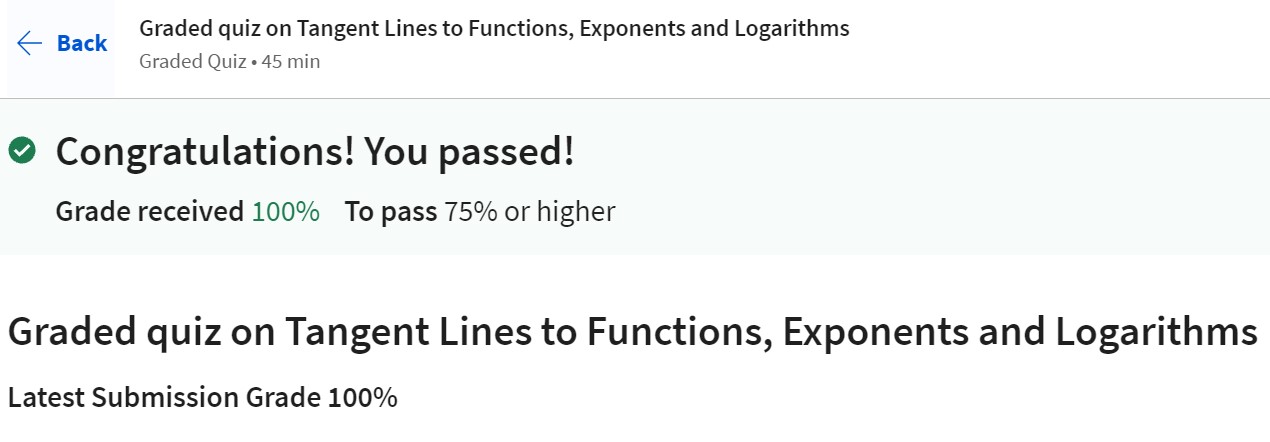 Back
Graded quiz on Tangent Lines to Functions, Exponents and Logarithms
Graded Quiz • 45 min
Congratulations! You passed!
Grade received 100% To pass 75% or higher
Graded quiz on Tangent Lines to Functions, Exponents and Logarithms
Latest Submission Grade 100%